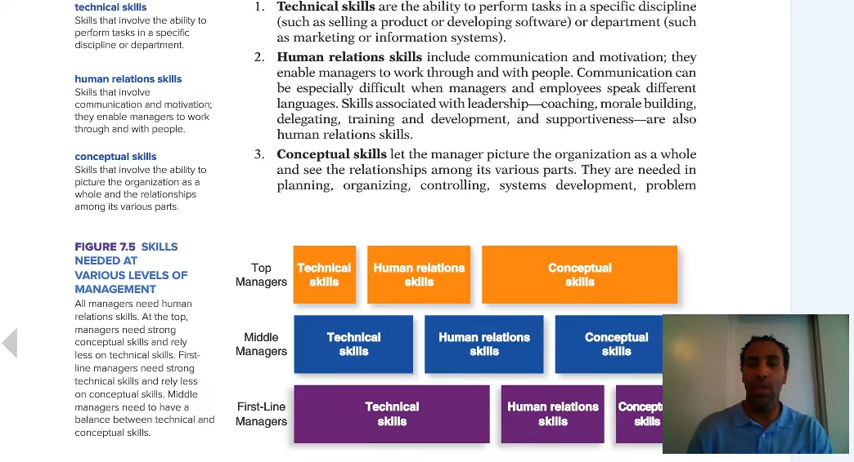 technical skills
Skills that involve the ability to
perform tasks in a specific
discipline or department.
human relations skills
Skills that involve
communication and motivation;
they enable managers to work
through and with people.
conceptual skills
Skills that involve the ability to
picture the organization as a
whole and the relationships
among its various parts.
1. Technical skills are the ability to perform tasks in a specific discipline
(such as selling a product or developing software) or department (such
as marketing or information systems).
2. Human relations skills include communication and motivation; they
enable managers to work through and with people. Communication can
be especially difficult when managers and employees speak different
languages. Skills associated with leadership—coaching, morale building,
delegating, training and development, and supportiveness—are also
human relations skills.
3. Conceptual skills let the manager picture the organization as a whole
and see the relationships among its various parts. They are needed in
planning, organizing, controlling, systems development, problem
FIGURE 7.5 SKILLS
NEEDED AT
VARIOUS LEVELS OF
MANAGEMENT
All managers need human
relations skills. At the top,
managers need strong
conceptual skills and rely
less on technical skills. First-
line managers need strong
technical skills and rely less
on conceptual skills. Middle
managers need to have a
balance between technical and
conceptual skills.
Top
Managers
Technical
skills
Human relations
skills
Conceptual
skills
Middle
Managers
Technical
skills
Human relations
skills
Conceptual
skills
First-Line
Managers
Technical
skills
Human relations
skills
Concept
skills